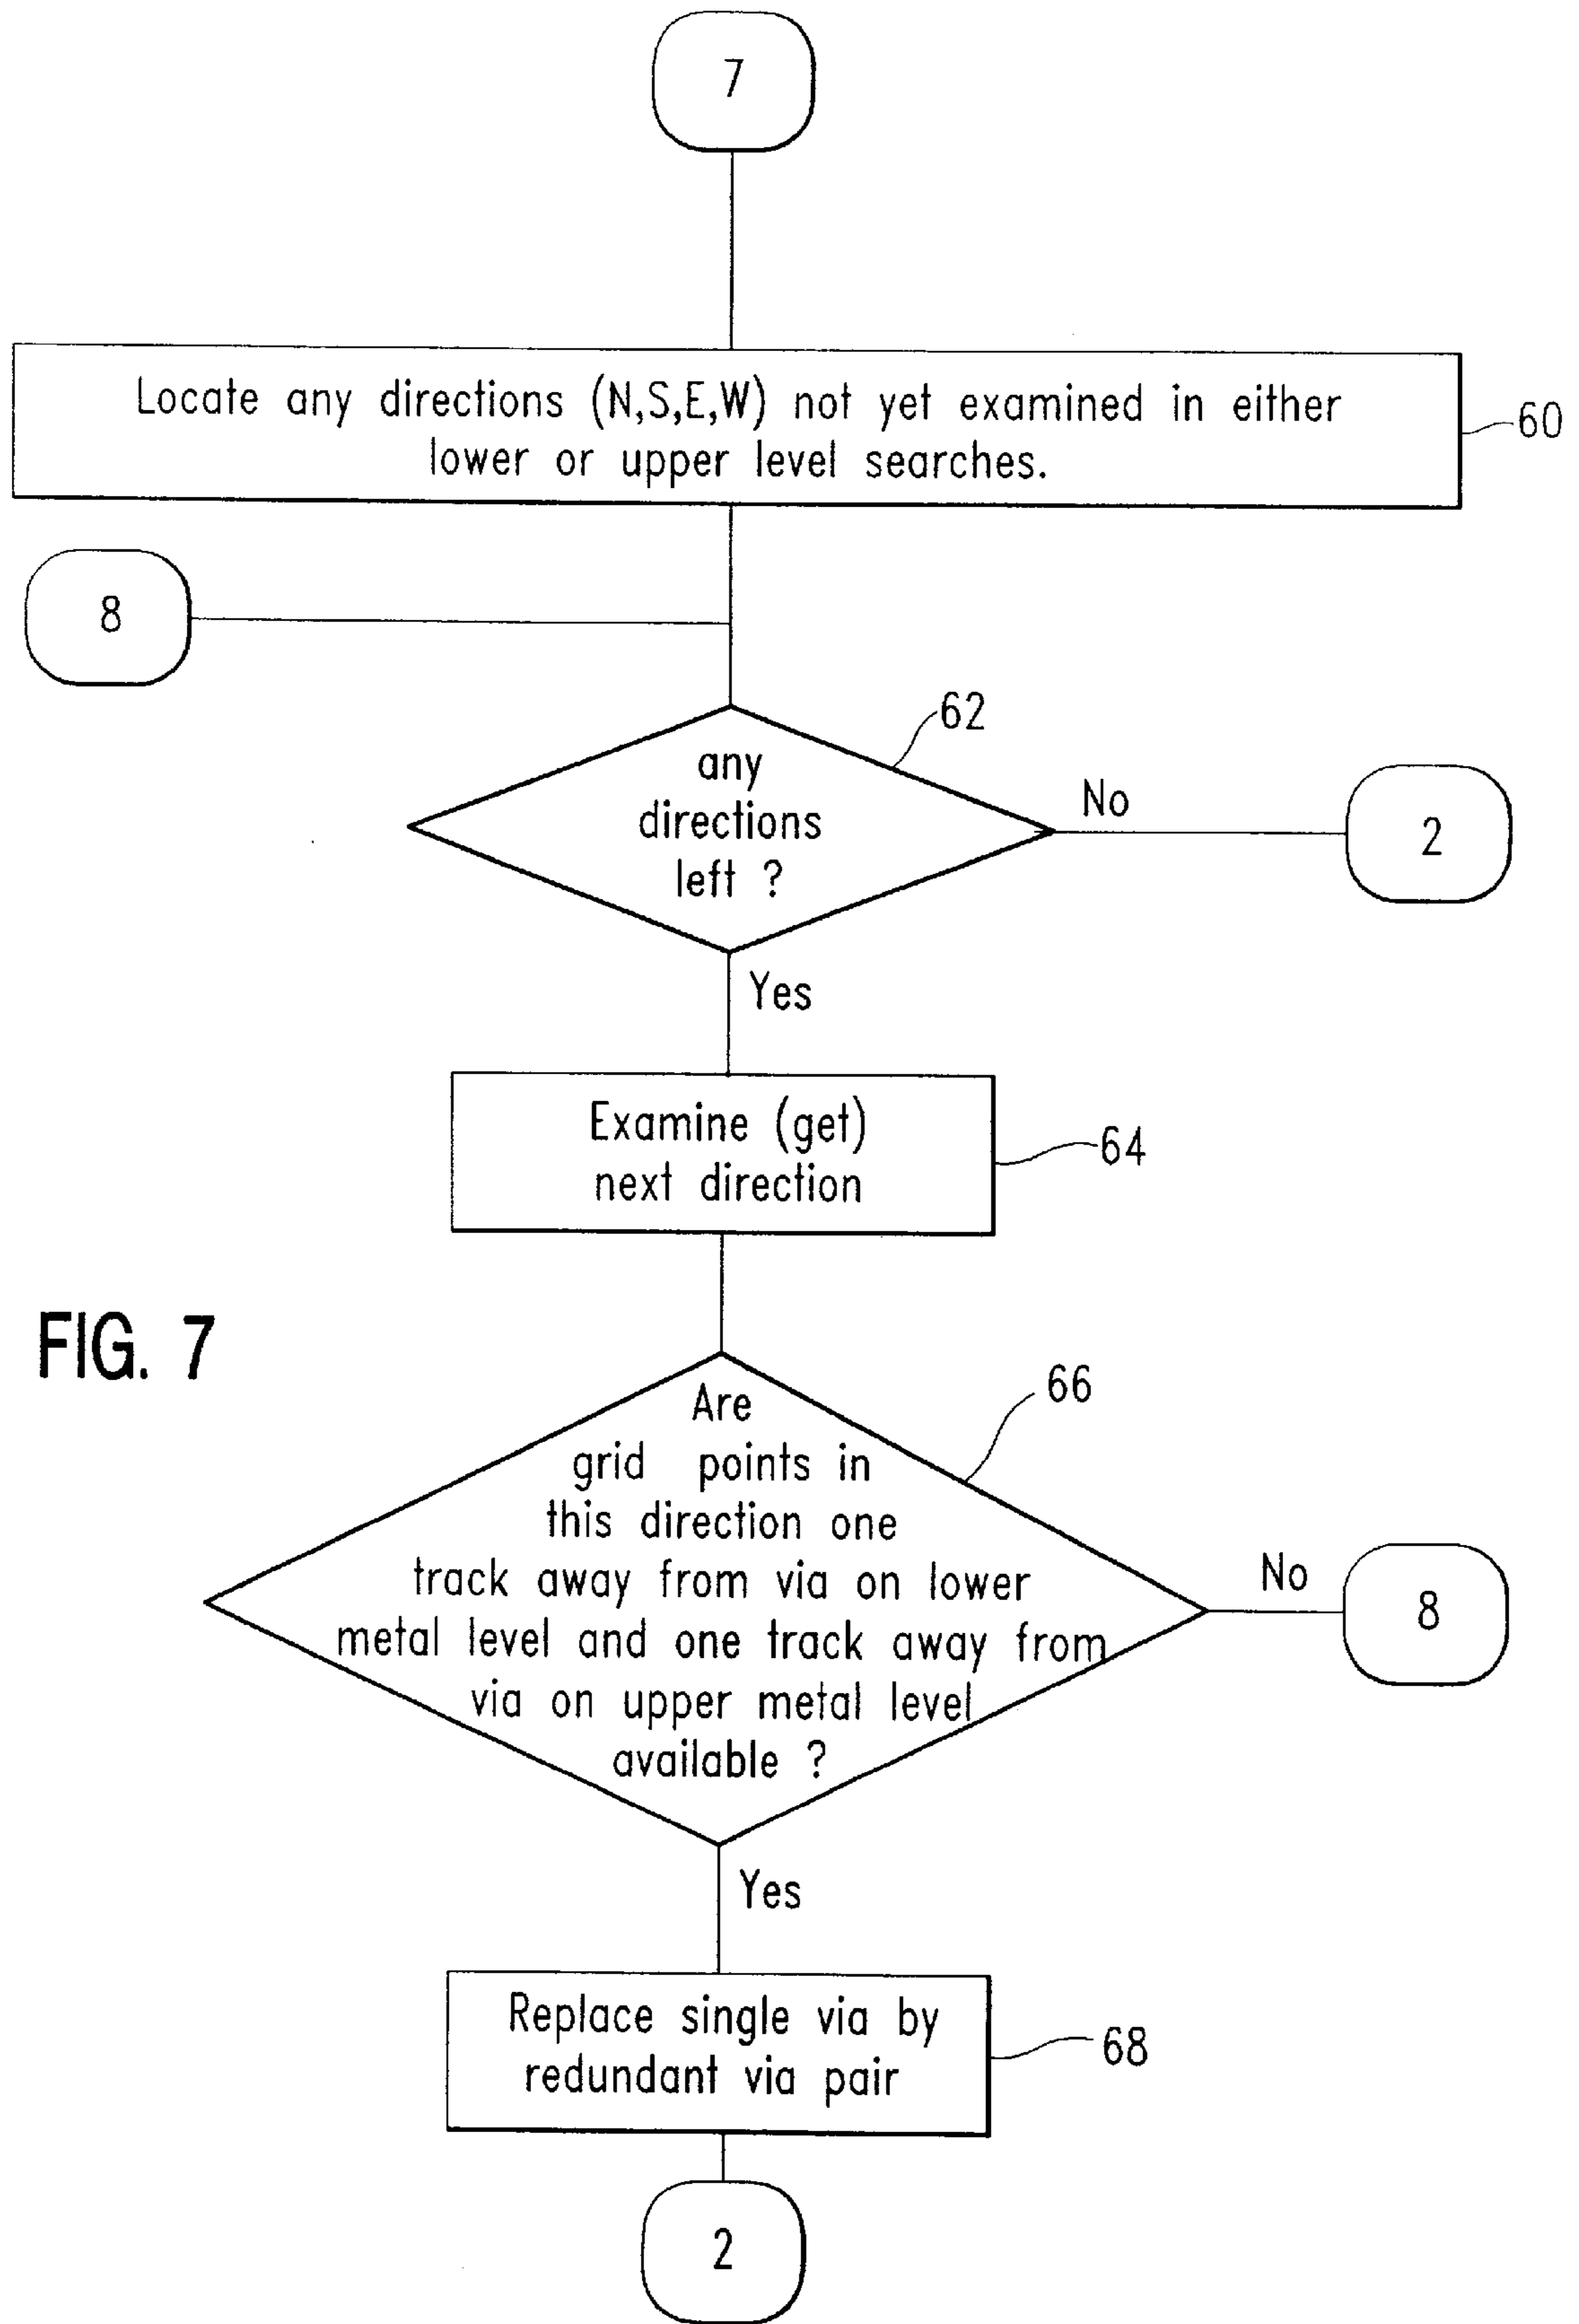 7
Locate any directions (N,S,E,W) not yet examined in either
lower or upper level searches.
60
8
62
any
directions
left ?
No
2
Yes
Examine (get)
next direction
64
FIG. 7
66
Are
grid points in
this direction one
track away from via on lower
metal level and one track away from
via on upper metal level
available ?
No
8
Yes
Replace single via by
redundant via pair
68
2